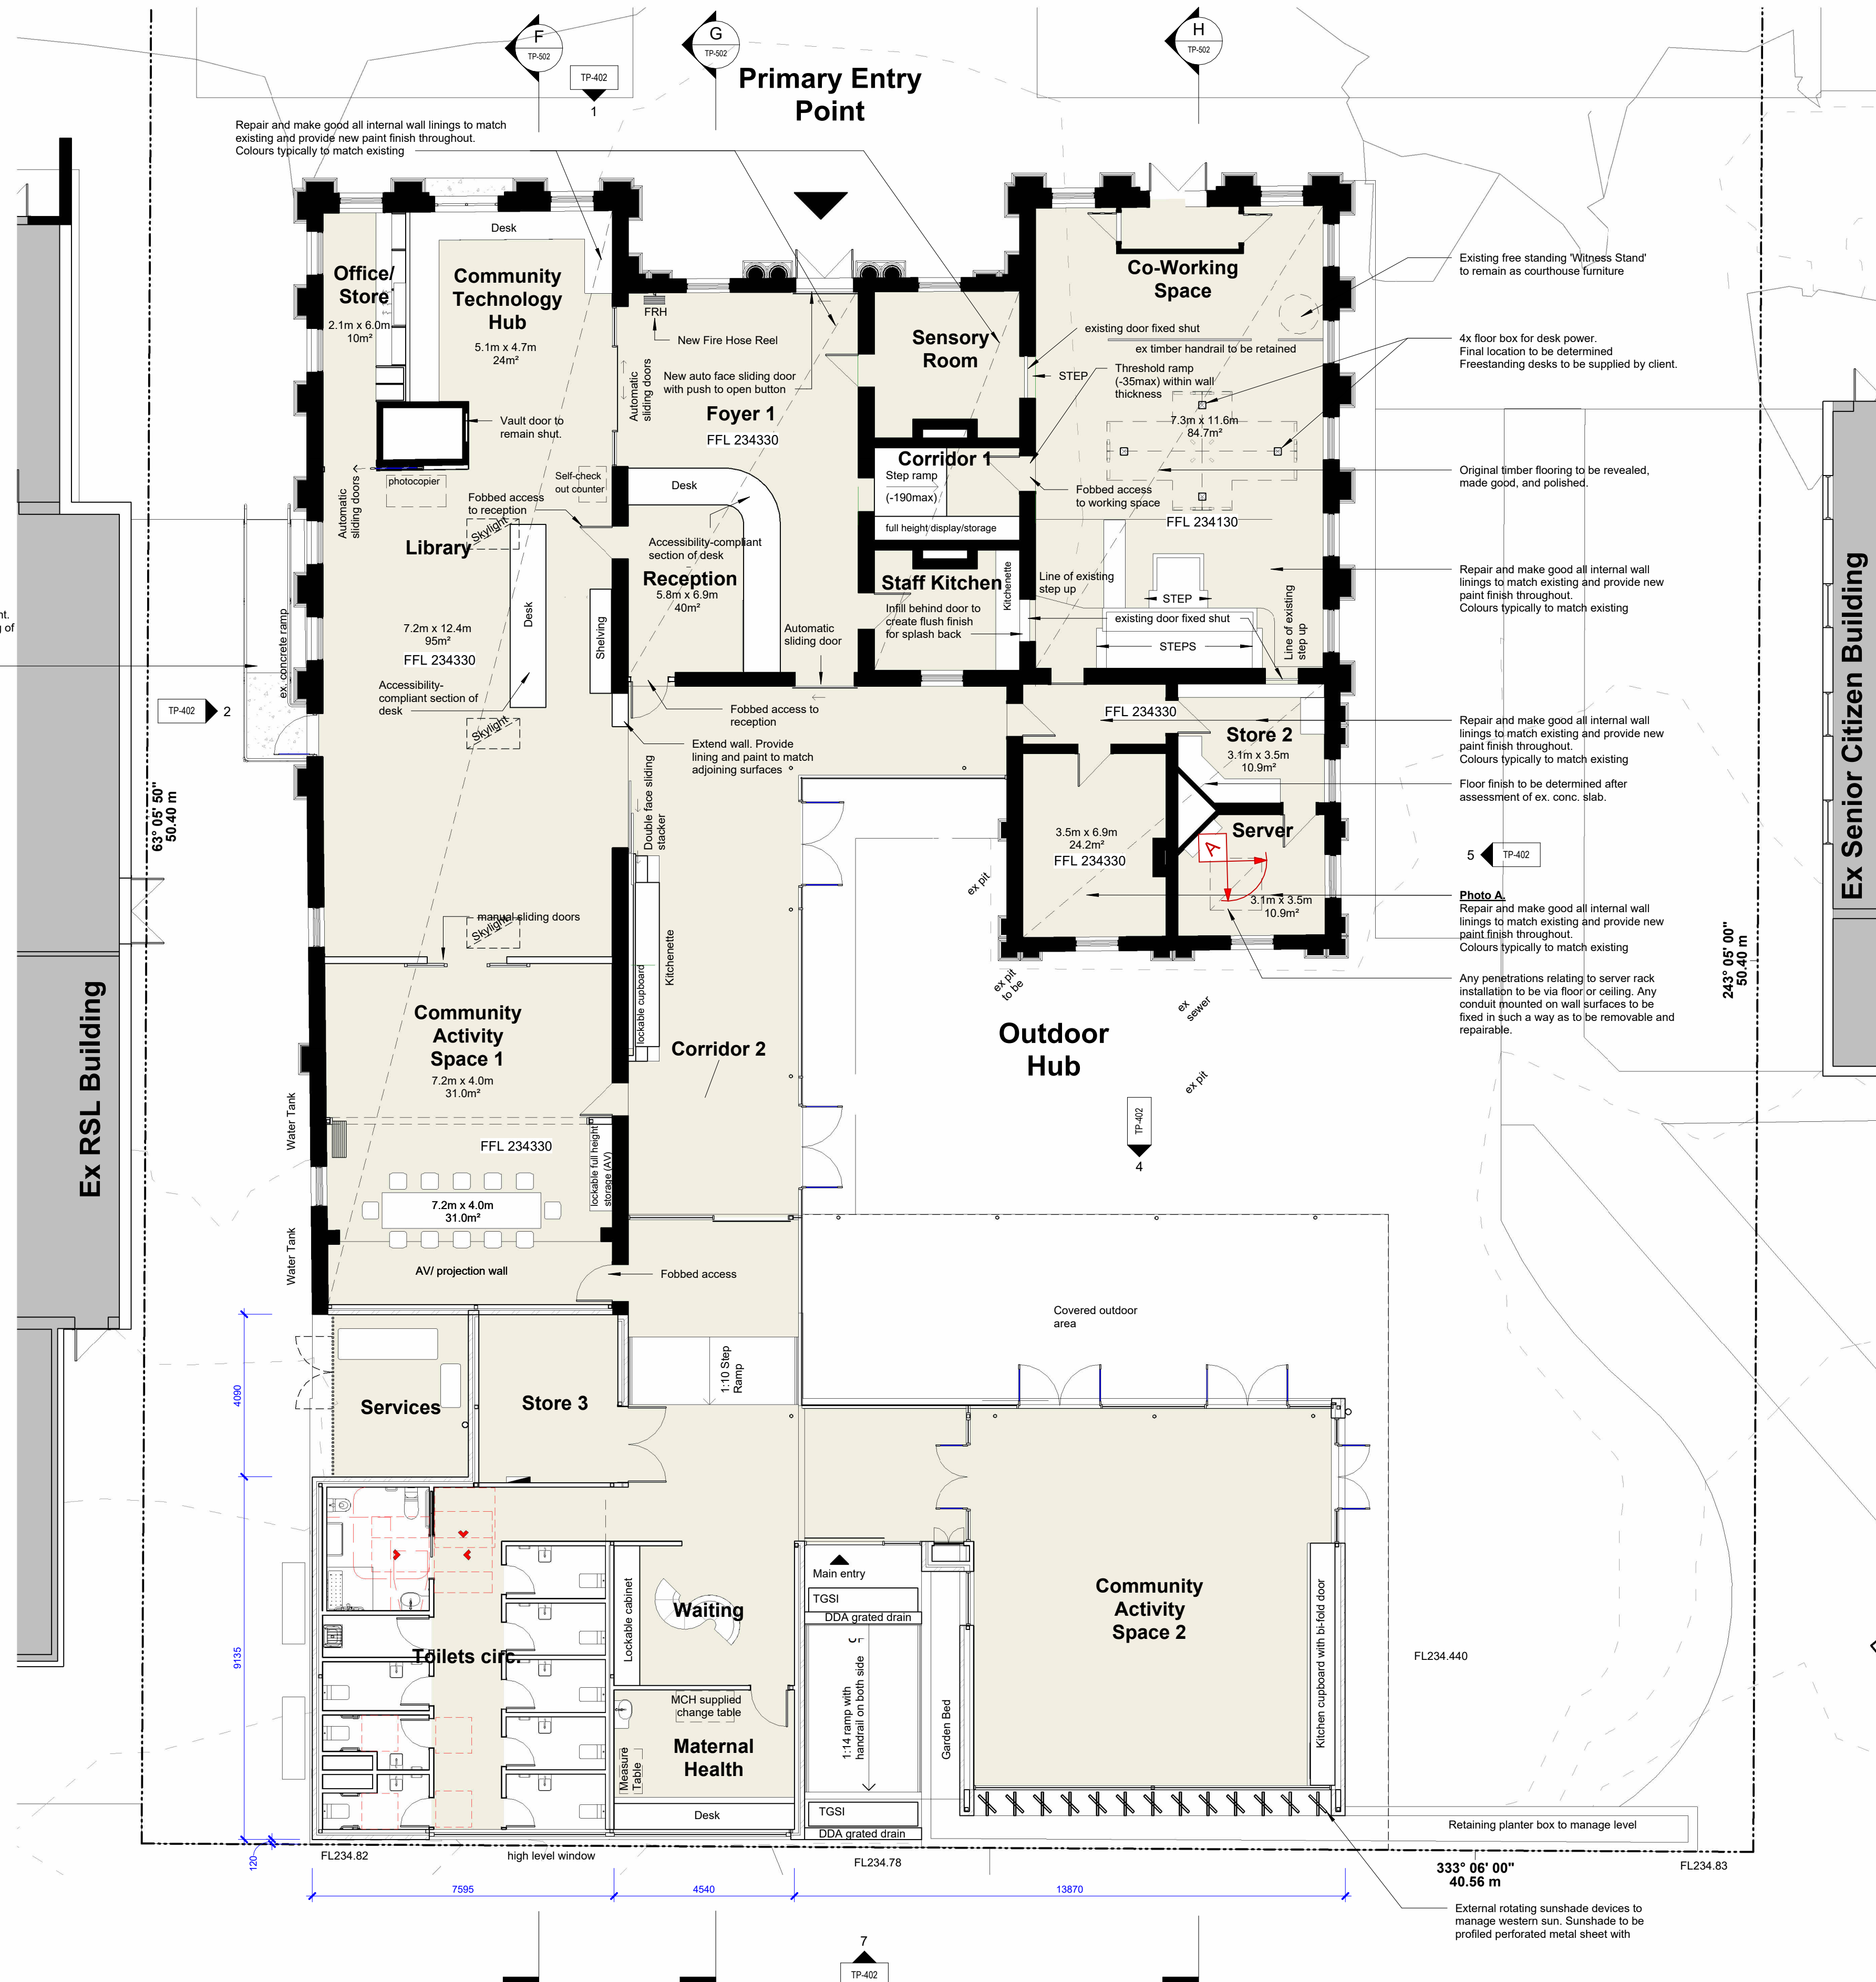 F
TP-502
G
TP-502
H
TP-502
TP-402
1
Primary Entry
Point
Repair and make good all internal wall linings to match
existing and provide new paint finish throughout.
Colours typically to match existing
Desk
Office/
Store
2.1m x 6.0m
10m²
Community
Technology
Hub
5.1m x 4.7m
24m²
FRH
New Fire Hose Reel
New auto face sliding door
with push to open button
Automatic
sliding doors
Foyer 1
FFL 234330
Sensory
Room
Co-Working
Space
existing door fixed shut
ex timber handrail to be retained
STEP
Threshold ramp
(-35max) within wall
thickness
7.3m x 11.6m
84.7m²
Existing free standing 'Witness Stand'
to remain as courthouse furniture
4x floor box for desk power.
Final location to be determined
Freestanding desks to be supplied by client.
Vault door to
remain shut.
Automatic
sliding doors
photocopier
Self-check
out counter
Fobbed access
to reception
Desk
Corridor 1
Step ramp
(-190max)
full height display/storage
Fobbed access
to working space
FFL 234130
Original timber flooring to be revealed,
made good, and polished.
Skylight
Library
Accessibility-compliant
section of desk
Reception
5.8m x 6.9m
40m²
Staff Kitchen
Kitchenette
Infill behind door to
create flush finish
for splash back
Line of existing
step up
STEP
existing door fixed shut
STEPS
Line of existing
step up
Repair and make good all internal wall
linings to match existing and provide new
paint finish throughout.
Colours typically to match existing
nt.
g of
ex. concrete ramp
7.2m x 12.4m
95m²
FFL 234330
Desk
Shelving
Automatic
sliding door
Accessibility-
compliant section of
desk
TP-402
2
Skylight
Fobbed access to
reception
Extend wall. Provide
lining and paint to match
adjoining surfaces
FFL 234330
Store 2
3.1m x 3.5m
10.9m²
Repair and make good all internal wall
linings to match existing and provide new
paint finish throughout.
Colours typically to match existing
Floor finish to be determined after
assessment of ex. conc. slab.
63° 05' 50"
50.40 m
Double face sliding
stacker
3.5m x 6.9m
24.2m²
FFL 234330
Server
A
3.1m x 3.5m
10.9m²
5
TP-402
Photo A.
Repair and make good all internal wall
linings to match existing and provide new
paint finish throughout.
Colours typically to match existing
ex pit
manual sliding doors
Skylight
Kitchenette
lockable cupboard
ex pit
to be
ex
sewer
Any penetrations relating to server rack
installation to be via floor or ceiling. Any
conduit mounted on wall surfaces to be
fixed in such a way as to be removable and
repairable.
243° 05' 00"
50.40 m
Ex Senior Citizen Building
Ex RSL Building
Community
Activity
Space 1
7.2m x 4.0m
31.0m²
Corridor 2
Outdoor
Hub
ex pit
Water Tank
FFL 234330
lockable full height
storage (AV)
TP-402
4
7.2m x 4.0m
31.0m²
Water Tank
AV/ projection wall
Fobbed access
Covered outdoor
area
1:10 Step
Ramp
4090
Services
Store 3
Main entry
TGSI
DDA grated drain
Lockable cabinet
Waiting
Community
Activity
Space 2
Kitchen cupboard with bi-fold door
9135
Toilets circ.
FL234.440
1:14 ramp with
handrail on both side
Garden Bed
MCH supplied
change table
Maternal
Health
Measure
Table
Desk
TGSI
DDA grated drain
Retaining planter box to manage level
120
FL234.82
high level window
FL234.78
333° 06' 00"
40.56 m
FL234.83
7595
4540
13870
External rotating sunshade devices to
manage western sun. Sunshade to be
profiled perforated metal sheet with
7
TP-402